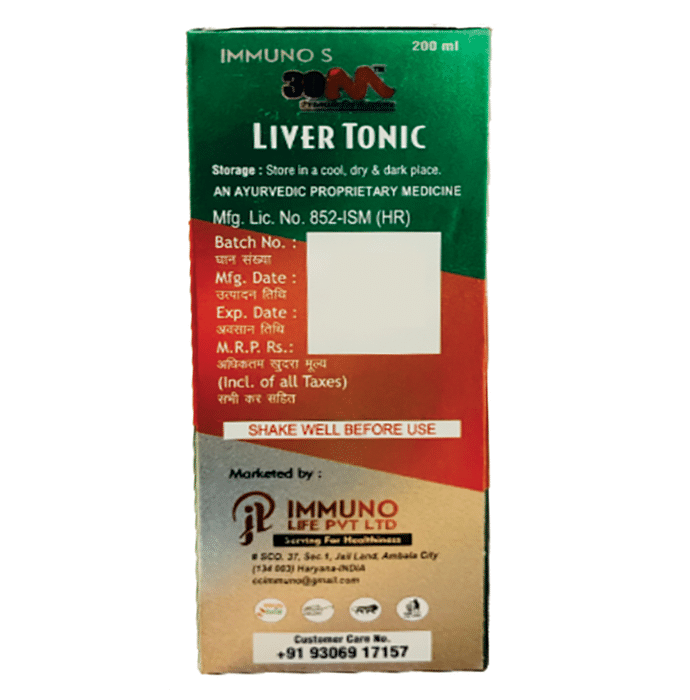 IMMUNO S
200 ml
30M™
LIVER TONIC
Storage : Store in a cool, dry & dark place.
AN AYURVEDIC PROPRIETARY MEDICINE
Mfg. Lic. No. 852-ISM (HR)
Batch No. :
घान संख्या
Mfg. Date :
उत्पादन तिथि
Exp. Date :
अवसान तिथि
M.R.P. Rs.:
अधिकतम खुदरा मूल्य
(Incl. of all Taxes)
सभी कर सहित
SHAKE WELL BEFORE USE
Marketed by :
IMMUNO
LIFE PVT LTD
Serving For Healthiness
# SCO. 37, Sec.1, Jail Land, Ambala City
(134 003) Haryana-INDIA
ccimmuno@gmail.com
Customer Care No.
+91 93069 17157